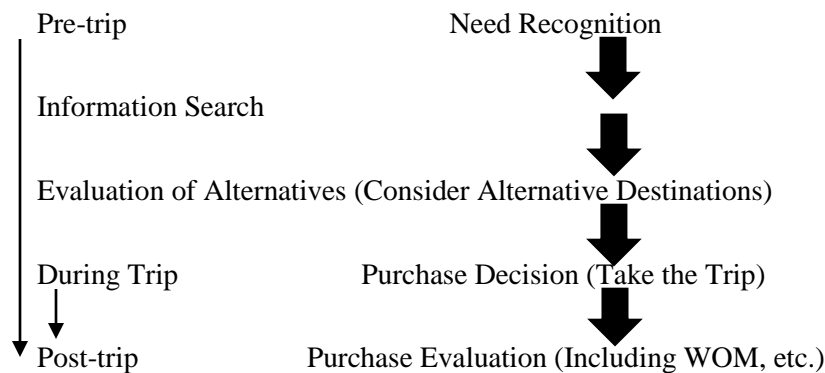 Pre-trip Need Recognition
Information Search
Evaluation of Alternatives (Consider Alternative Destinations)
During Trip Purchase Decision (Take the Trip)
Post-trip Purchase Evaluation (Including WOM, etc.)